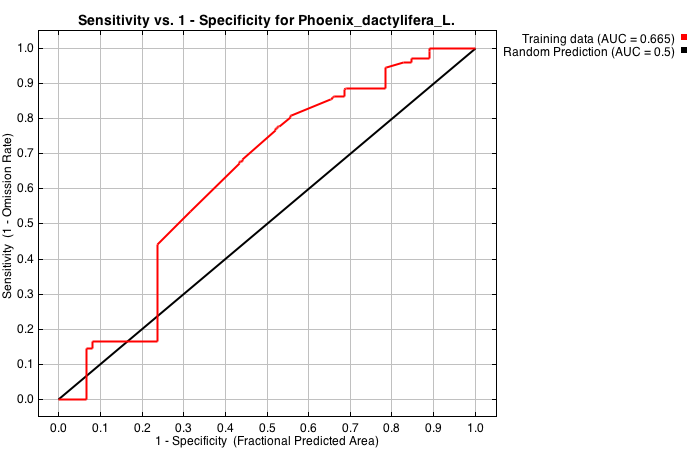 Sensitivity vs. 1 - Specificity for Phoenix_dactylifera_L.
Training data (AUC = 0.665)
Random Prediction (AUC = 0.5)
Sensitivity (1 - Omission Rate)
1.0
0.9
0.8
0.7
0.6
0.5
0.4
0.3
0.2
0.1
0.0
0.0 0.1 0.2 0.3 0.4 0.5 0.6 0.7 0.8 0.9 1.0
1 - Specificity (Fractional Predicted Area)